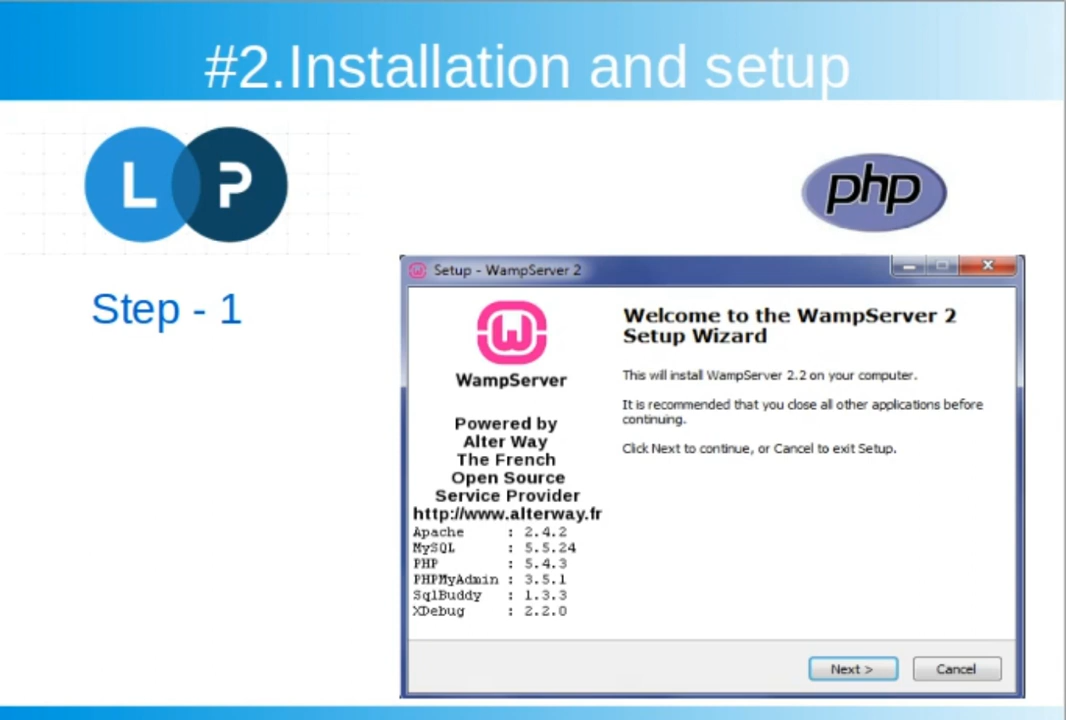 #2.Installation and setup
L P
php
Step - 1
Setup - WampServer 2
WampServer
Powered by
Alter Way
The French
Open Source
Service Provider
http://www.alterway.fr
Apache : 2.4.2
MySQL : 5.5.24
PHP : 5.4.3
PHPMyAdmin : 3.5.1
SqlBuddy : 1.3.3
XDebug : 2.2.0
Welcome to the WampServer 2
Setup Wizard
This will install WampServer 2.2 on your computer.
It is recommended that you close all other applications before
continuing.
Click Next to continue, or Cancel to exit Setup.
Next >
Cancel